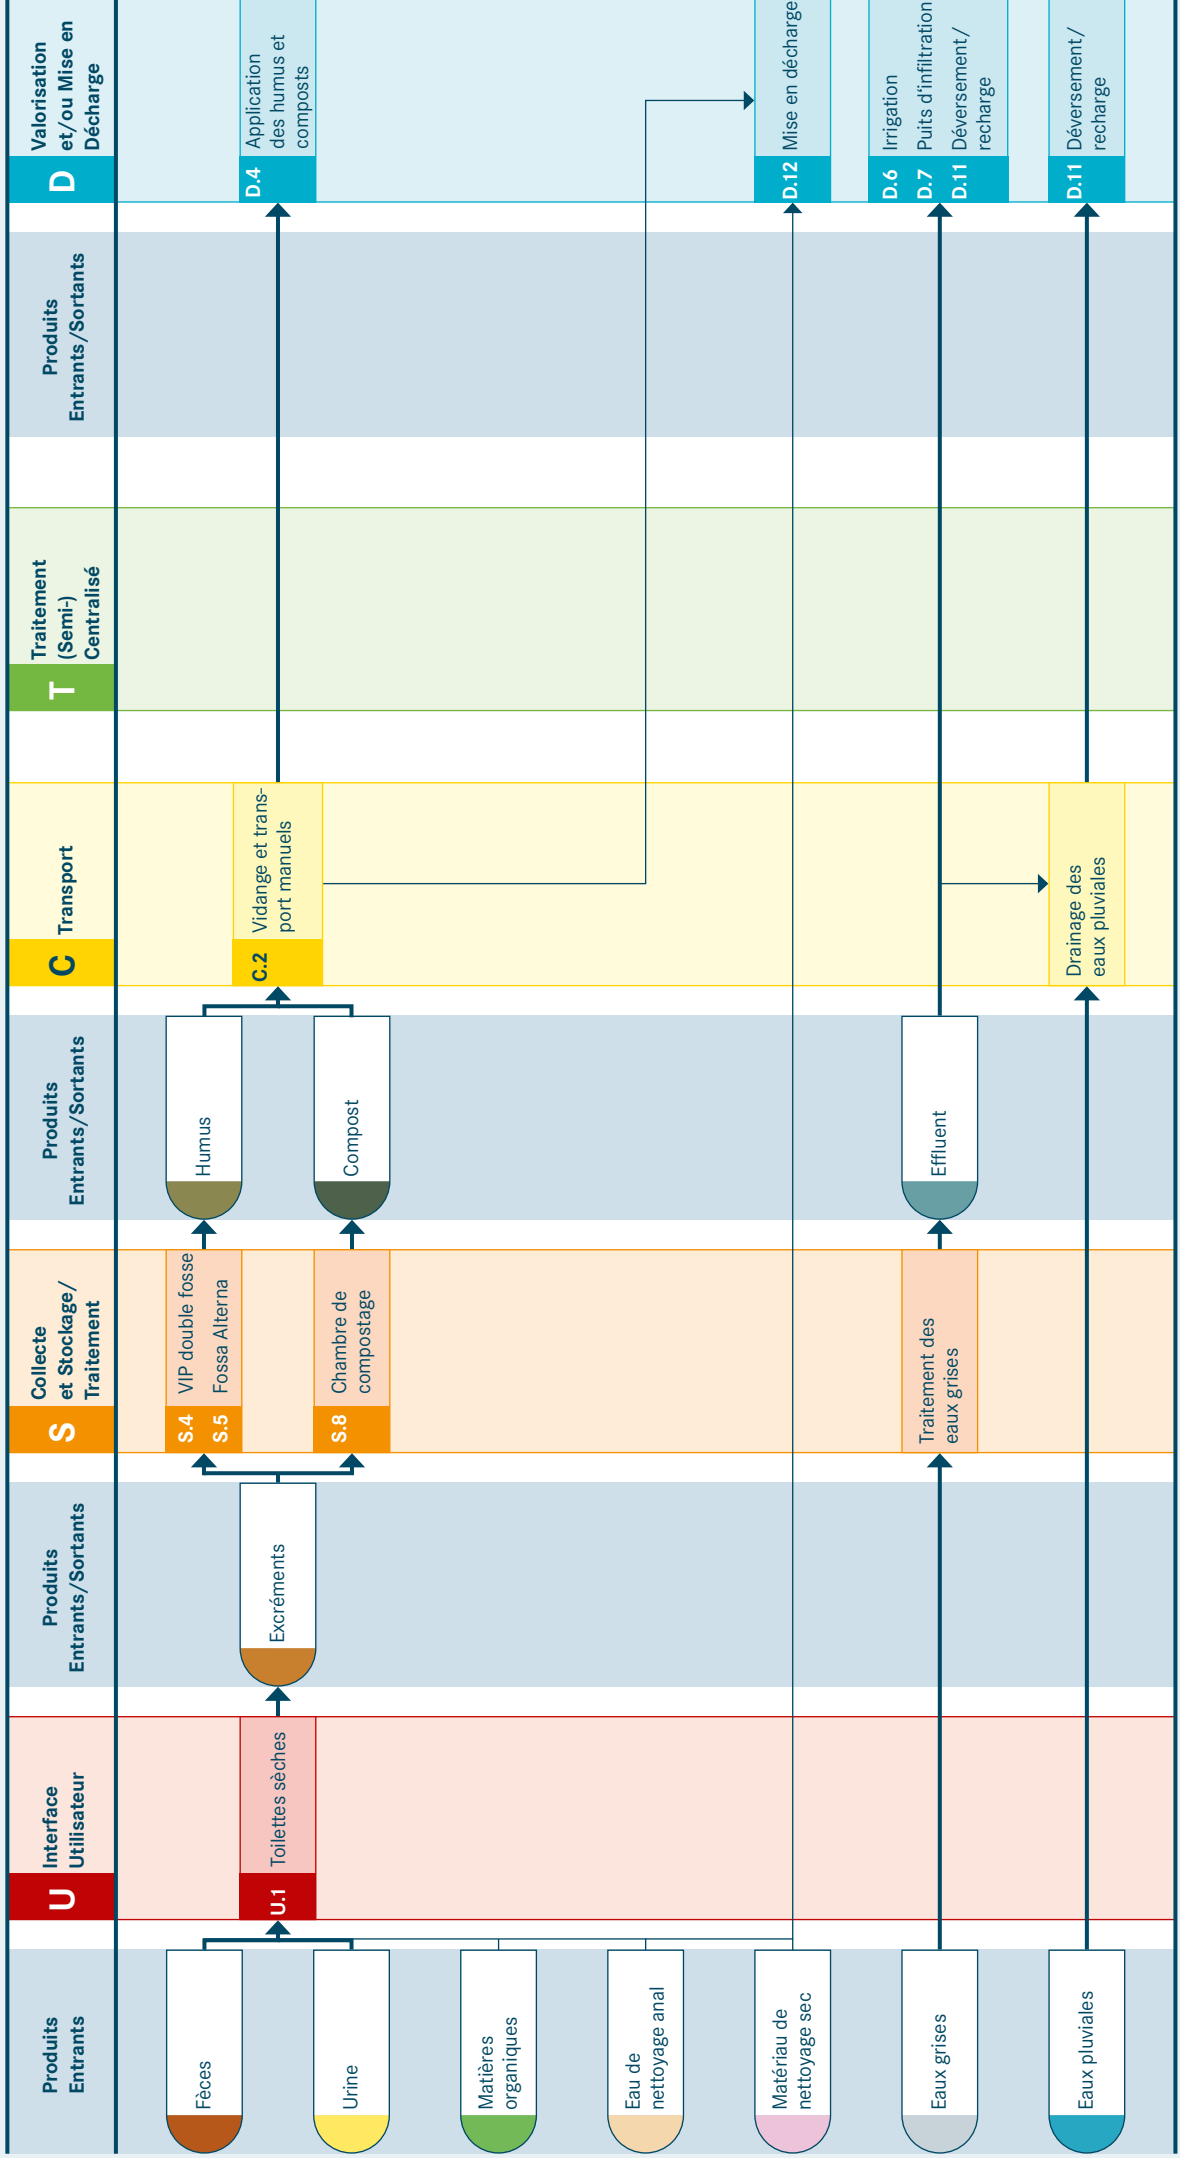 Produits
Entrants
U
Interface
Utilisateur
Produits
Entrants/Sortants
S
Collecte
et Stockage/
Traitement
Produits
Entrants/Sortants
C
Transport
T
Traitement
(Semi-)
Centralisé
Produits
Entrants/Sortants
D
Valorisation
et/ou Mise en
Décharge
Fèces
Urine
Matières
organiques
Eau de
nettoyage anal
Matériau de
nettoyage sec
Eaux grises
Eaux pluviales
U.1
Toilettes sèches
Excréments
S.4
VIP double fosse
S.5
Fossa Alterna
S.8
Chambre de
compostage
Traitement des
eaux grises
Humus
Compost
Effluent
C.2
Vidange et trans-
port manuels
Drainage des
eaux pluviales
D.4
Application
des humus et
composts
D.12
Mise en décharge
D.6
Irrigation
D.7
Puits d'infiltration
D.11
Déversement/
recharge
D.11
Déversement/
recharge